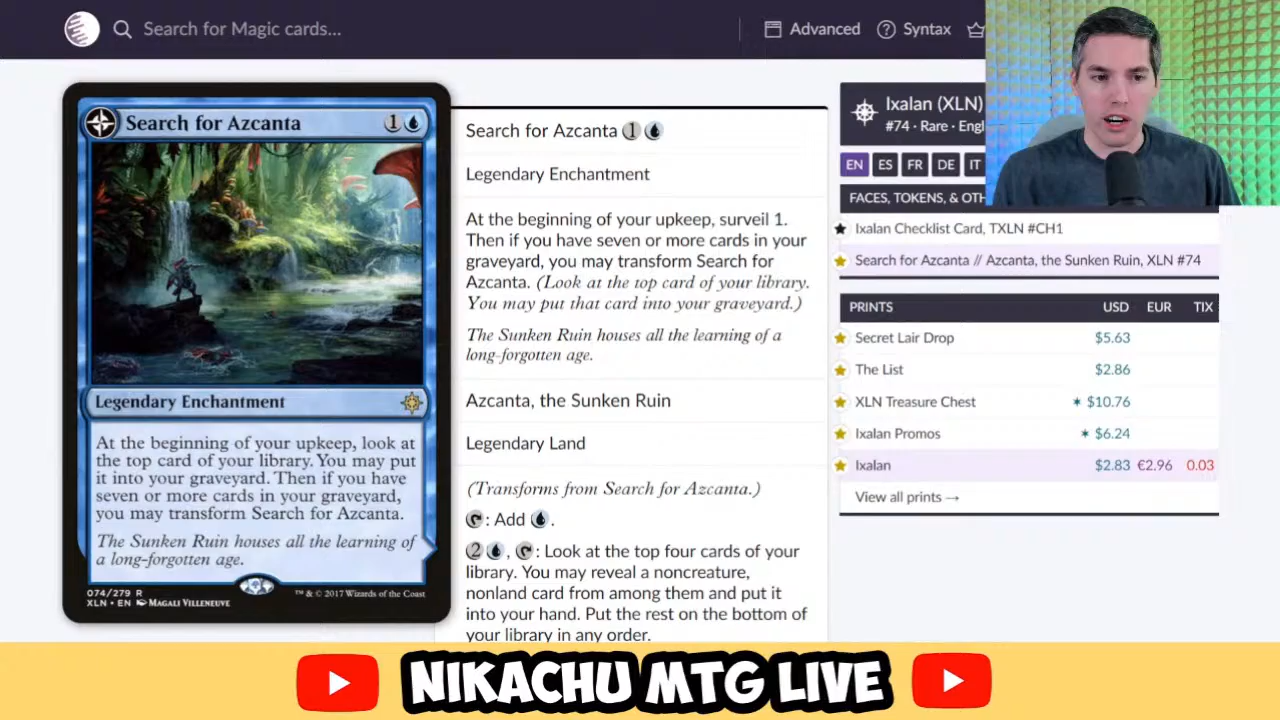 Search for Magic cards...
Advanced
Syntax
Search for Azcanta 1
Legendary Enchantment
At the beginning of your upkeep, look at
the top card of your library. You may put
it into your graveyard. Then if you have
seven or more cards in your graveyard,
you may transform Search for Azcanta.
The Sunken Ruin houses all the learning of
a long-forgotten age.
074/279 R
XLN • EN MAGALI VILLENEUVE
™ & © 2017 Wizards of the Coast
Search for Azcanta 1
Legendary Enchantment
At the beginning of your upkeep, surveil 1.
Then if you have seven or more cards in your
graveyard, you may transform Search for
Azcanta. (Look at the top card of your library.
You may put that card into your graveyard.)
The Sunken Ruin houses all the learning of a
long-forgotten age.
Azcanta, the Sunken Ruin
Legendary Land
(Transforms from Search for Azcanta.)
: Add .
2 , : Look at the top four cards of your
library. You may reveal a noncreature,
nonland card from among them and put it
into your hand. Put the rest on the bottom of
your library in any order.
Ixalan (XLN)
#74 · Rare · Engl
EN ES FR DE IT
FACES, TOKENS, & OTH
Ixalan Checklist Card, TXLN #CH1
Search for Azcanta // Azcanta, the Sunken Ruin, XLN #74
PRINTS USD EUR TIX
Secret Lair Drop $5.63
The List $2.86
XLN Treasure Chest $10.76
Ixalan Promos $6.24
Ixalan $2.83 €2.96 0.03
View all prints →
NIKACHU MTG LIVE